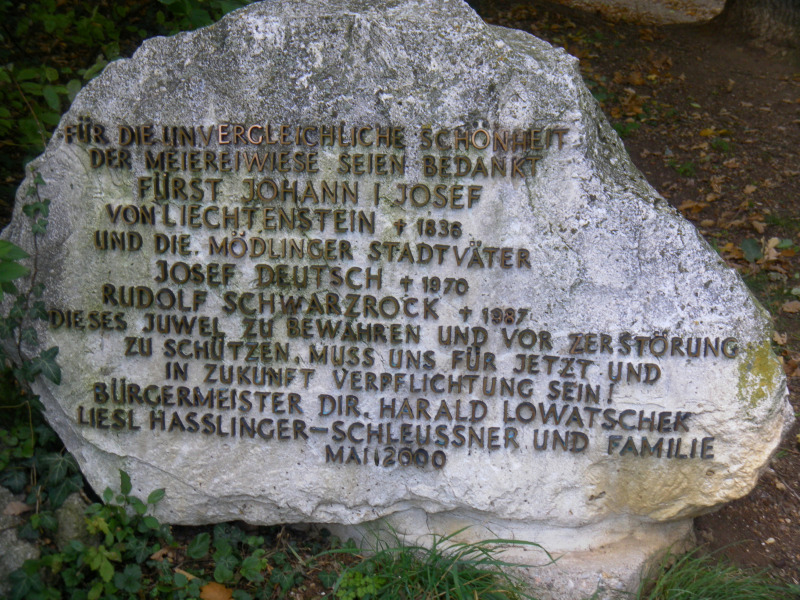 FÜR DIE UNVERGLEICHLICHE SCHÖNHEIT
DER MEIEREIWIESE SEIEN BEDANKT
FÜRST JOHANN I JOSEF
VON LIECHTENSTEIN † 1836
UND DIE MÖDLINGER STADTVÄTER
JOSEF DEUTSCH † 1970
RUDOLF SCHWARZROCK † 1987
DIESES JUWEL ZU BEWAHREN UND VOR ZERSTÖRUNG
ZU SCHÜTZEN, MUSS UNS FÜR JETZT UND
IN ZUKUNFT VERPFLICHTUNG SEIN!
BÜRGERMEISTER DIR. HARALD LOWATSCHEK
LIESL HASSLINGER-SCHLEUSSNER UND FAMILIE
MAI 2000